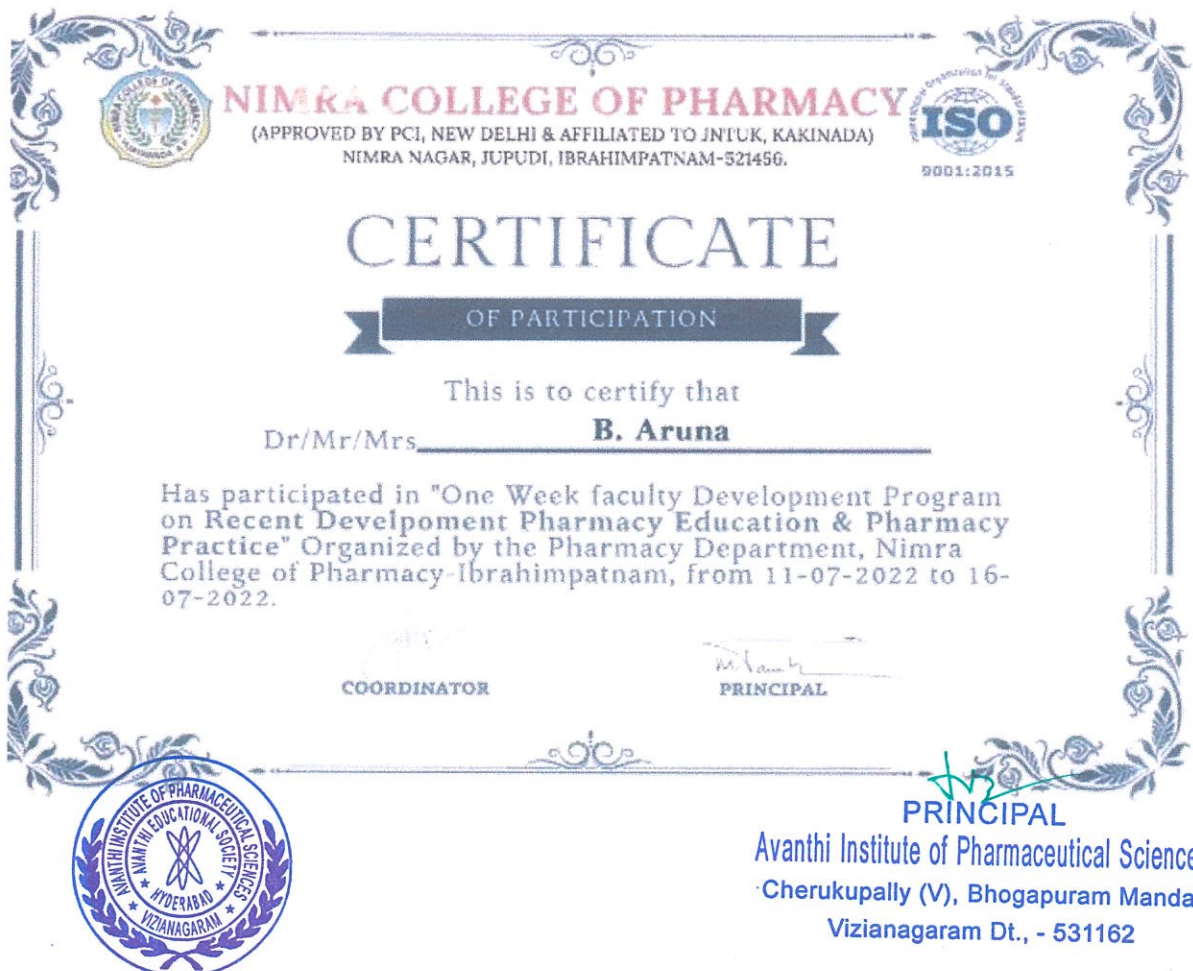 NIMRA COLLEGE OF PHARMACY
(APPROVED BY PCI, NEW DELHI & AFFILIATED TO JNTUK, KAKINADA)
NIMRA NAGAR, JUPUDI, IBRAHIMPATNAM-521456.
ISO
9001:2015
CERTIFICATE
OF PARTICIPATION
This is to certify that
Dr/Mr/Mrs B. Aruna
Has participated in "One Week faculty Development Program
on Recent Develpoment Pharmacy Education & Pharmacy
Practice" Organized by the Pharmacy Department, Nimra
College of Pharmacy-Ibrahimpatnam, from 11-07-2022 to 16-
07-2022.
COORDINATOR
PRINCIPAL
AVANTHI INSTITUTE OF PHARMACEUTICAL SCIENCES
AVANTHI EDUCATIONAL SOCIETY
HYDERABAD
VIZIANAGARAM
PRINCIPAL
Avanthi Institute of Pharmaceutical Science
Cherukupally (V), Bhogapuram Manda
Vizianagaram Dt., - 531162